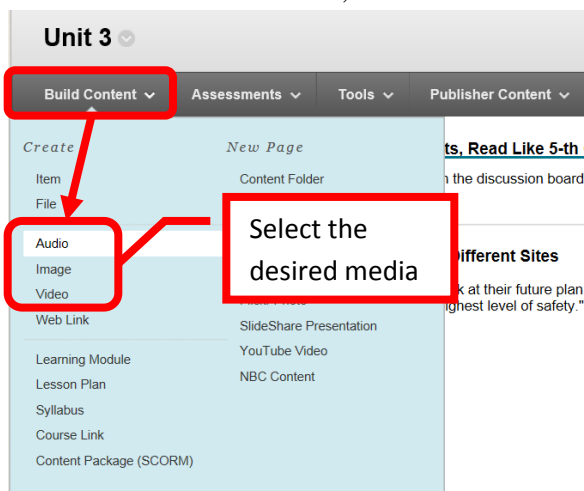 Unit 3
Build Content
Assessments
Tools
Publisher Content
Create
Item
File
Audio
Image
Video
Web Link
Learning Module
Lesson Plan
Syllabus
Course Link
Content Package (SCORM)
New Page
Content Folder
Select the
desired media
SlideShare Presentation
YouTube Video
NBC Content
ts, Read Like 5-th
the discussion board
Different Sites
k at their future plan
ighest level of safety."